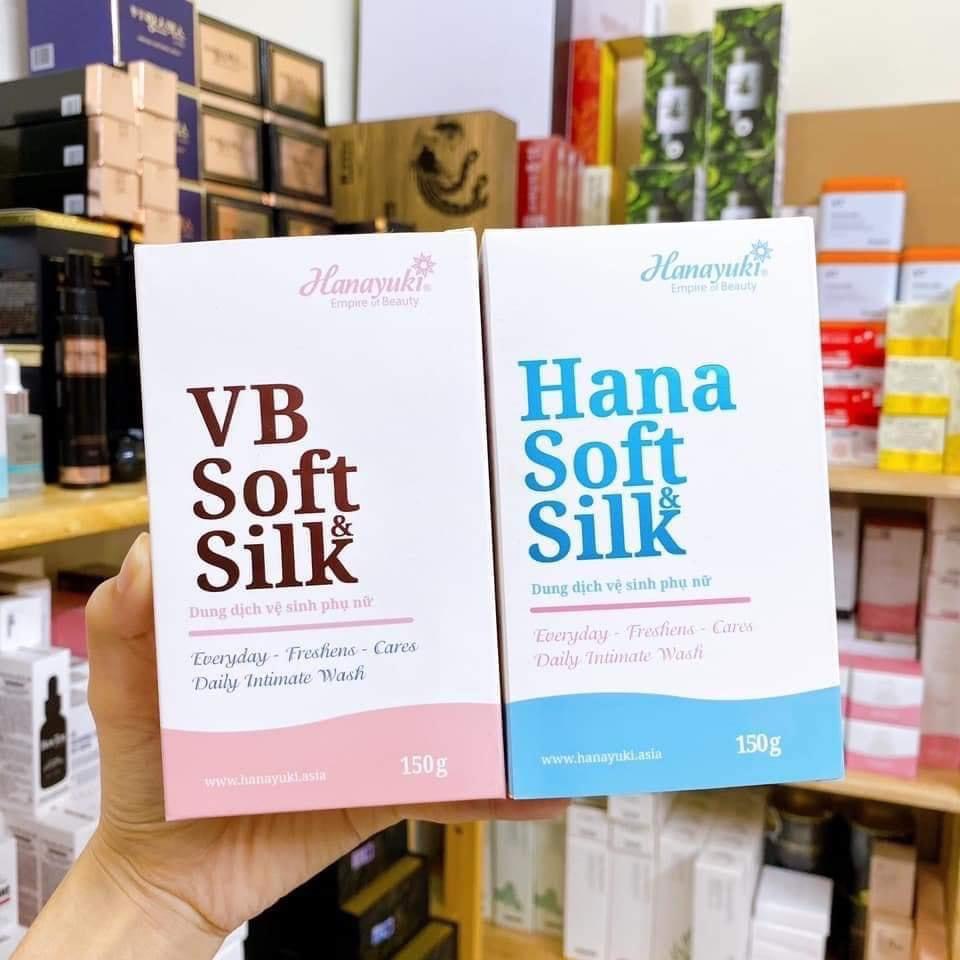 Hanayuki®
Empire of Beauty
VB
Soft
&
Silk
Dung dịch vệ sinh phụ nữ
Everyday - Freshens - Cares
Daily Intimate Wash
www.hanayuki.asia
150g
Hanayuki®
Empire of Beauty
Hana
Soft
&
Silk
Dung dịch vệ sinh phụ nữ
Everyday - Freshens - Cares
Daily Intimate Wash
www.hanayuki.asia
150g